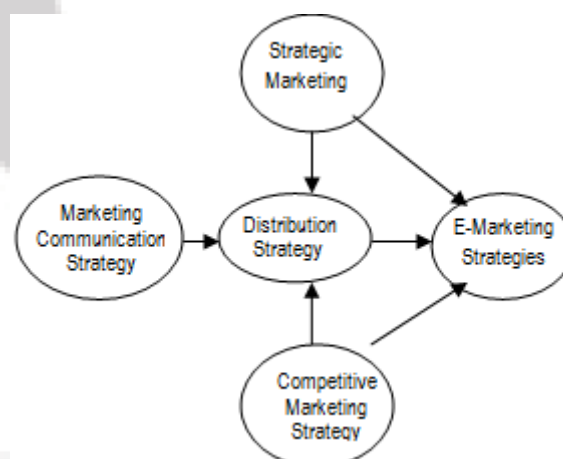 Strategic
Marketing
Marketing
Communication
Strategy
Distribution
Strategy
E-Marketing
Strategies
Competitive
Marketing
Strategy